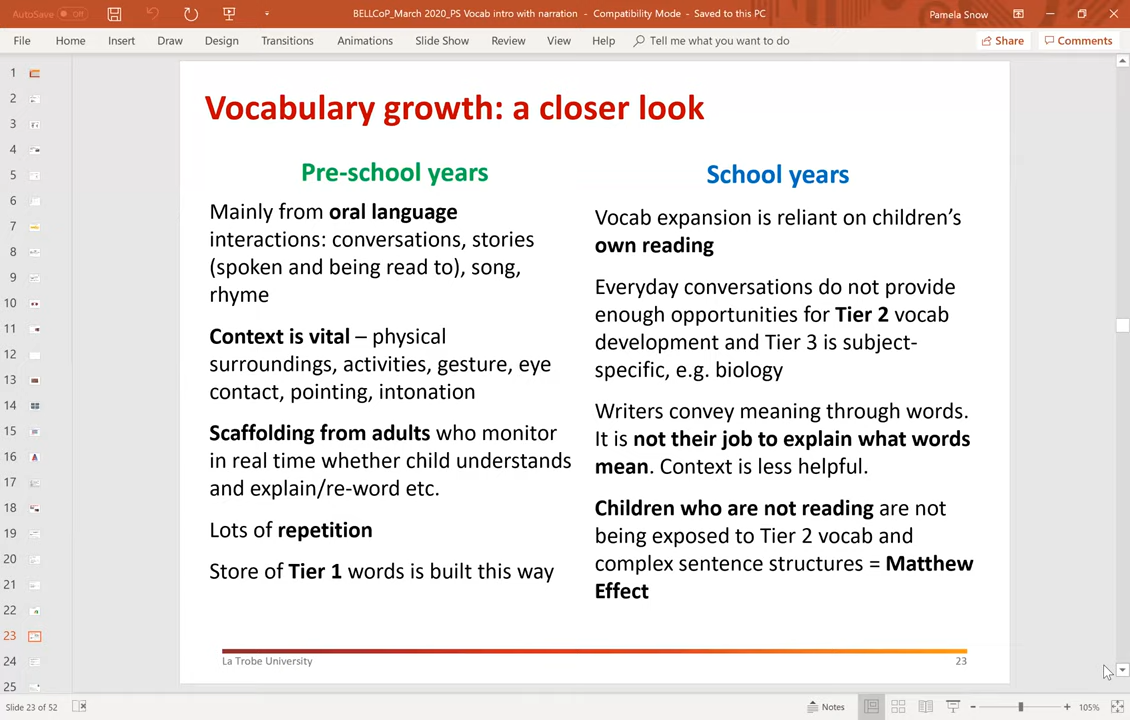 AutoSave Off
BELLCoP_March 2020_PS Vocab intro with narration - Compatibility Mode - Saved to this PC
Pamela Snow
File Home Insert Draw Design Transitions Animations Slide Show Review View Help Tell me what you want to do
Share Comments
1
2
3
4
5
6
7
8
9
10
11
12
13
14
15
16
17
18
19
20
21
22
23
24
25
Vocabulary growth: a closer look
Pre-school years
Mainly from oral language
interactions: conversations, stories
(spoken and being read to), song,
rhyme
Context is vital – physical
surroundings, activities, gesture, eye
contact, pointing, intonation
Scaffolding from adults who monitor
in real time whether child understands
and explain/re-word etc.
Lots of repetition
Store of Tier 1 words is built this way
School years
Vocab expansion is reliant on children's
own reading
Everyday conversations do not provide
enough opportunities for Tier 2 vocab
development and Tier 3 is subject-
specific, e.g. biology
Writers convey meaning through words.
It is not their job to explain what words
mean. Context is less helpful.
Children who are not reading are not
being exposed to Tier 2 vocab and
complex sentence structures = Matthew
Effect
La Trobe University
23
Slide 23 of 52
Notes
105%